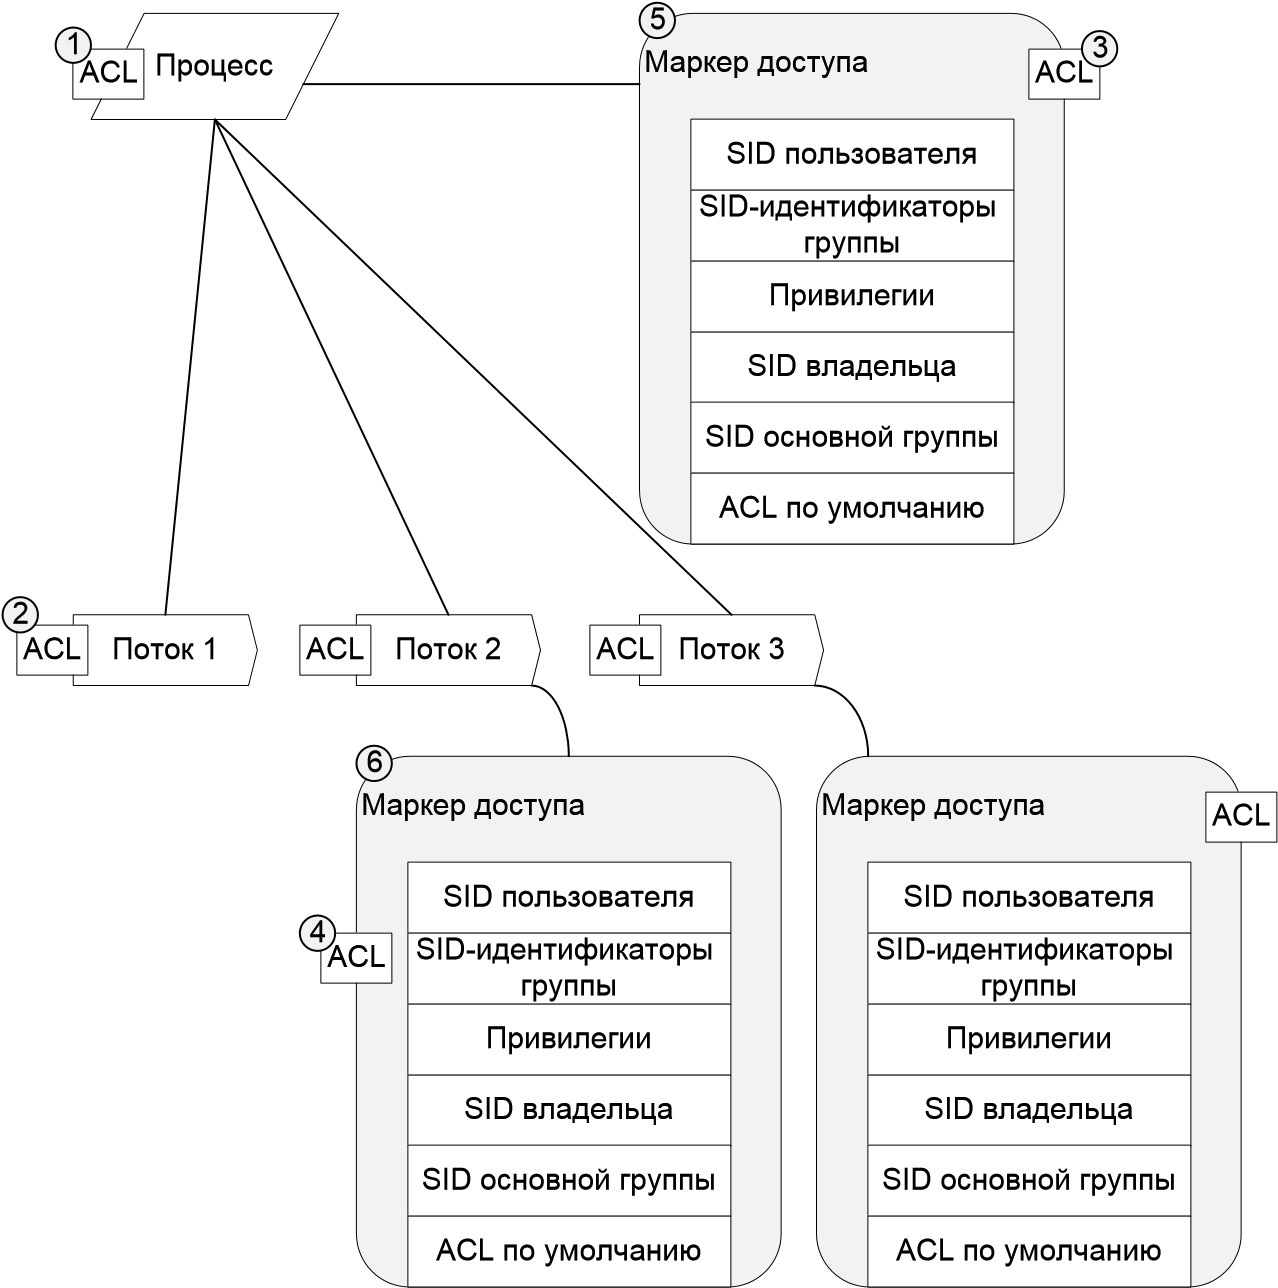 1
ACL
Процесс
5
Маркер доступа
3
ACL
SID пользователя
SID-идентификаторы
группы
Привилегии
SID владельца
SID основной группы
ACL по умолчанию
2
ACL
Поток 1
ACL
Поток 2
ACL
Поток 3
6
Маркер доступа
4
ACL
SID пользователя
SID-идентификаторы
группы
Привилегии
SID владельца
SID основной группы
ACL по умолчанию
Маркер доступа
ACL
SID пользователя
SID-идентификаторы
группы
Привилегии
SID владельца
SID основной группы
ACL по умолчанию